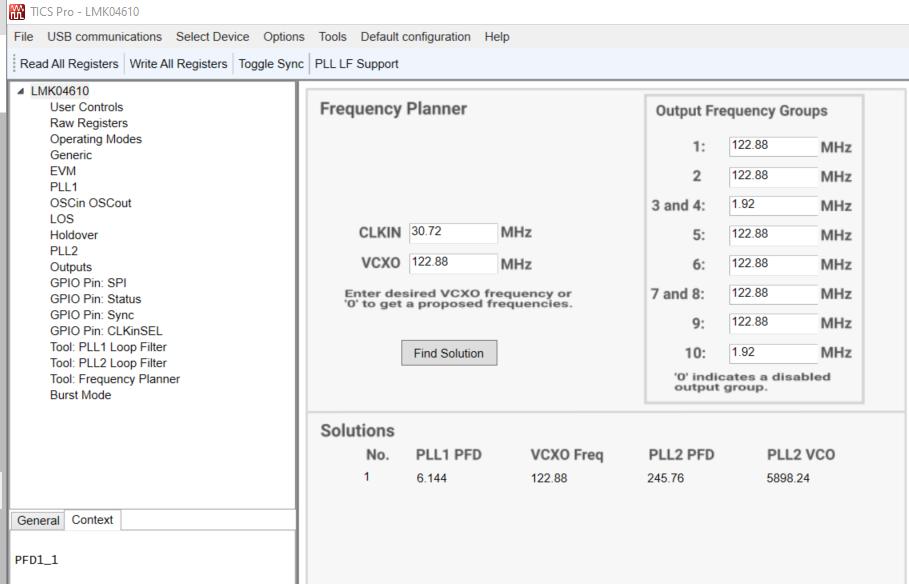 TICS Pro - LMK04610
File USB communications Select Device Options Tools Default configuration Help
Read All Registers Write All Registers Toggle Sync PLL LF Support
LMK04610
User Controls
Raw Registers
Operating Modes
Generic
EVM
PLL1
OSCin OSCout
LOS
Holdover
PLL2
Outputs
GPIO Pin: SPI
GPIO Pin: Status
GPIO Pin: Sync
GPIO Pin: CLKinSEL
Tool: PLL1 Loop Filter
Tool: PLL2 Loop Filter
Tool: Frequency Planner
Burst Mode
General Context
PFD1_1
Frequency Planner
CLKIN 30.72 MHz
VCXO 122.88 MHz
Enter desired VCXO frequency or
'0' to get a proposed frequencies.
Find Solution
Output Frequency Groups
1: 122.88 MHz
2 122.88 MHz
3 and 4: 1.92 MHz
5: 122.88 MHz
6: 122.88 MHz
7 and 8: 122.88 MHz
9: 122.88 MHz
10: 1.92 MHz
'0' indicates a disabled
output group.
Solutions
No. PLL1 PFD VCXO Freq PLL2 PFD PLL2 VCO
1 6.144 122.88 245.76 5898.24